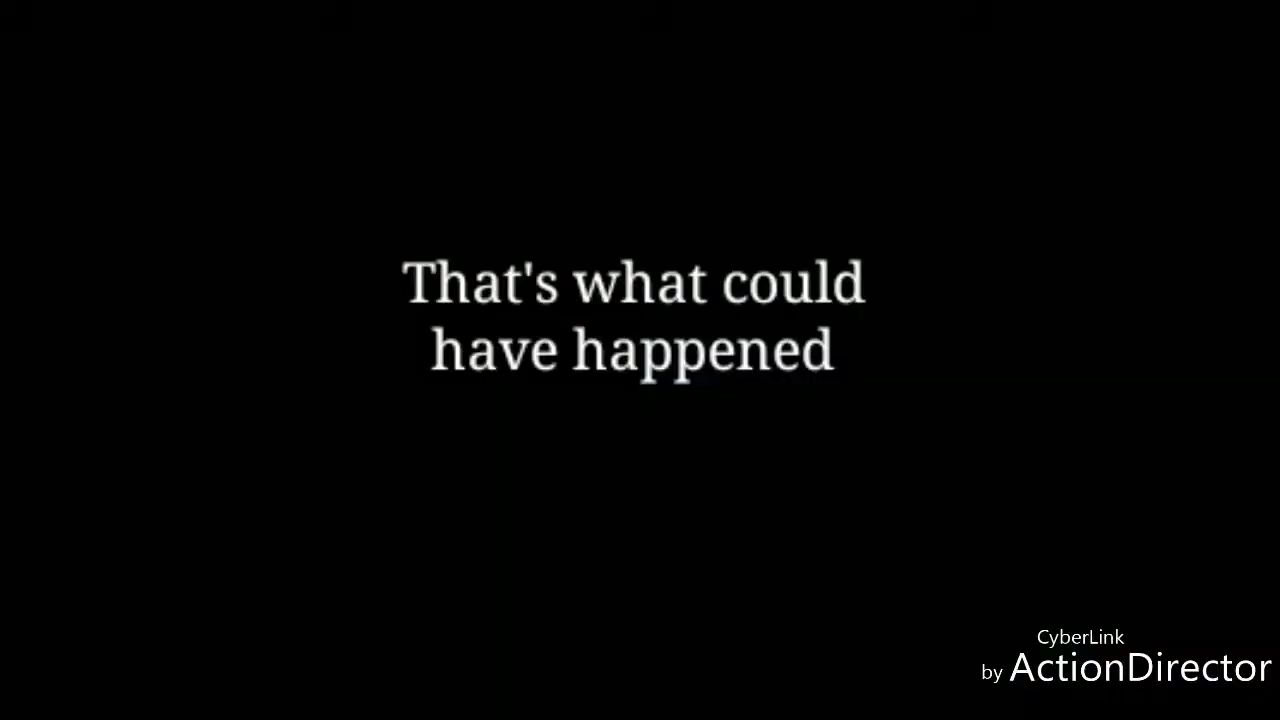 That's what could
have happened
CyberLink
by ActionDirector